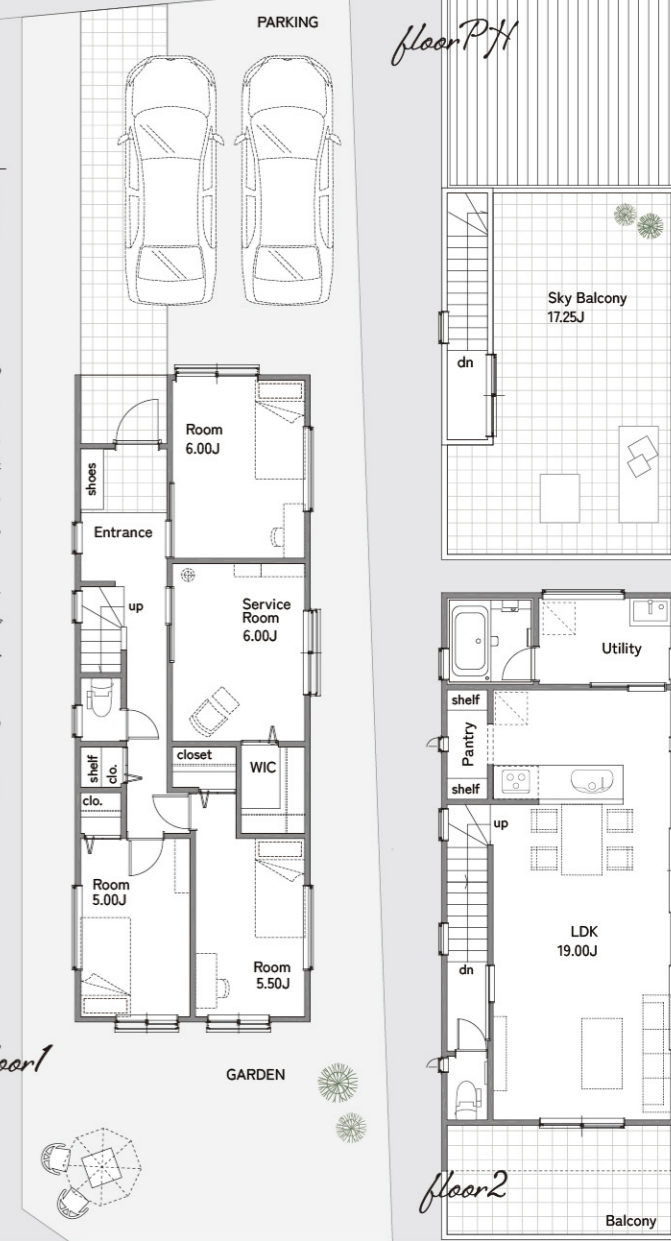 PARKING
Room
6.00J
shoes
Entrance
up
Service
Room
6.00J
closet
WIC
shelf
clo.
clo.
Room
5.00J
Room
5.50J
GARDEN
floorPH
Sky Balcony
17.25J
dn
Utility
shelf
Pantry
shelf
up
LDK
19.00J
dn
floor2
Balcony